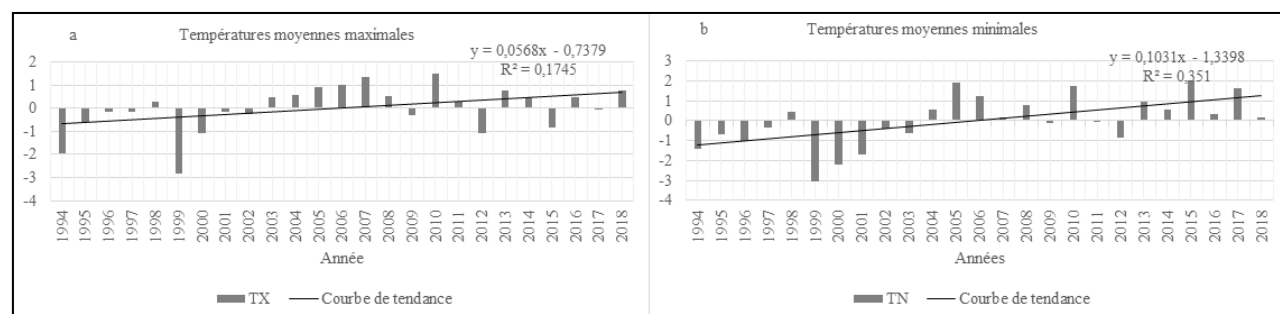 a
Températures moyennes maximales
y = 0,0568x - 0,7379
R² = 0,1745
2
1
0
-1
-2
-3
-4
1994 1995 1996 1997 1998 1999 2000 2001 2002 2003 2004 2005 2006 2007 2008 2009 2010 2011 2012 2013 2014 2015 2016 2017 2018
Année
TX Courbe de tendance
b
Températures moyennes minimales
y = 0,1031x - 1,3398
R² = 0,351
3
2
1
0
-1
-2
-3
-4
1994 1995 1996 1997 1998 1999 2000 2001 2002 2003 2004 2005 2006 2007 2008 2009 2010 2011 2012 2013 2014 2015 2016 2017 2018
Années
TN Courbe de tendance